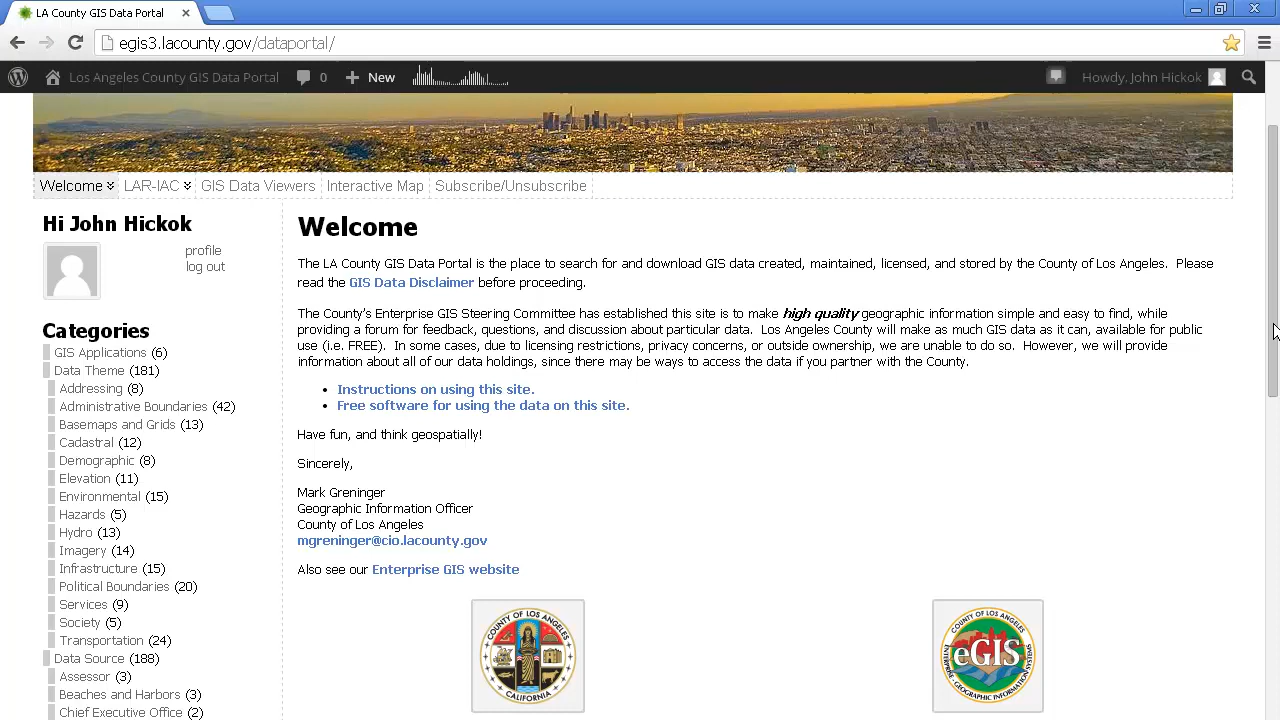 LA County GIS Data Portal
egis3.lacounty.gov/dataportal/
Los Angeles County GIS Data Portal 0 New Howdy, John Hickok
Welcome LAR-IAC GIS Data Viewers Interactive Map Subscribe/Unsubscribe
Hi John Hickok
profile
log out
Categories
GIS Applications (6)
Data Theme (181)
Addressing (8)
Administrative Boundaries (42)
Basemaps and Grids (13)
Cadastral (12)
Demographic (8)
Elevation (11)
Environmental (15)
Hazards (5)
Hydro (13)
Imagery (14)
Infrastructure (15)
Political Boundaries (20)
Services (9)
Society (5)
Transportation (24)
Data Source (188)
Assessor (3)
Beaches and Harbors (3)
Chief Executive Office (2)
Welcome
The LA County GIS Data Portal is the place to search for and download GIS data created, maintained, licensed, and stored by the County of Los Angeles. Please
read the GIS Data Disclaimer before proceeding.
The County's Enterprise GIS Steering Committee has established this site is to make high quality geographic information simple and easy to find, while
providing a forum for feedback, questions, and discussion about particular data. Los Angeles County will make as much GIS data as it can, available for public
use (i.e. FREE). In some cases, due to licensing restrictions, privacy concerns, or outside ownership, we are unable to do so. However, we will provide
information about all of our data holdings, since there may be ways to access the data if you partner with the County.
Instructions on using this site.
Free software for using the data on this site.
Have fun, and think geospatially!
Sincerely,
Mark Greninger
Geographic Information Officer
County of Los Angeles
mgreninger@cio.lacounty.gov
Also see our Enterprise GIS website
COUNTY OF LOS ANGELES
CALIFORNIA
COUNTY OF LOS ANGELES
eGIS
ENTERPRISE - GEOGRAPHIC INFORMATION SYSTEMS